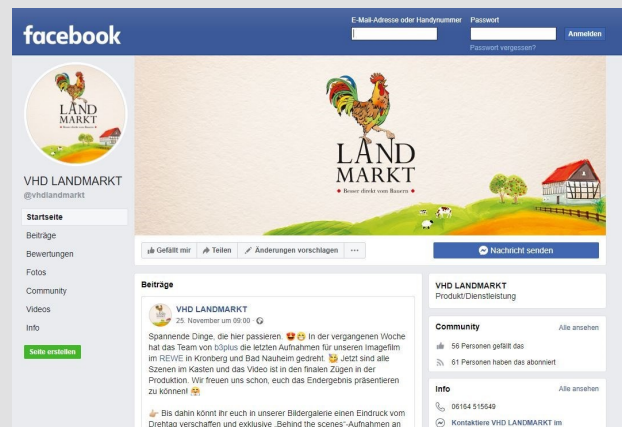 facebook
E-Mail-Adresse oder Handynummer
Passwort
Anmelden
Passwort vergessen?
LAND
MARKT
Besser direkt vom Bauern
VHD LANDMARKT
@vhdlandmarkt
Startseite
Beiträge
Bewertungen
Fotos
Community
Videos
Info
Seite erstellen
LAND
MARKT
Besser direkt vom Bauern
Gefällt mir
Teilen
Änderungen vorschlagen
Nachricht senden
Beiträge
VHD LANDMARKT
25. November um 09:00
Spannende Dinge, die hier passieren. In der vergangenen Woche
hat das Team von b3plus die letzten Aufnahmen für unseren Imagefilm
im REWE in Kronberg und Bad Nauheim gedreht. Jetzt sind alle
Szenen im Kasten und das Video ist in den finalen Zügen in der
Produktion. Wir freuen uns schon, euch das Endergebnis präsentieren
zu können!
Bis dahin könnt ihr euch in unserer Bildergalerie einen Eindruck vom
Drehtag verschaffen und exklusive „Behind the scenes“-Aufnahmen an
VHD LANDMARKT
Produkt/Dienstleistung
Community
Alle ansehen
56 Personen gefällt das
61 Personen haben das abonniert
Info
Alle ansehen
06164 515649
Kontaktiere VHD LANDMARKT im